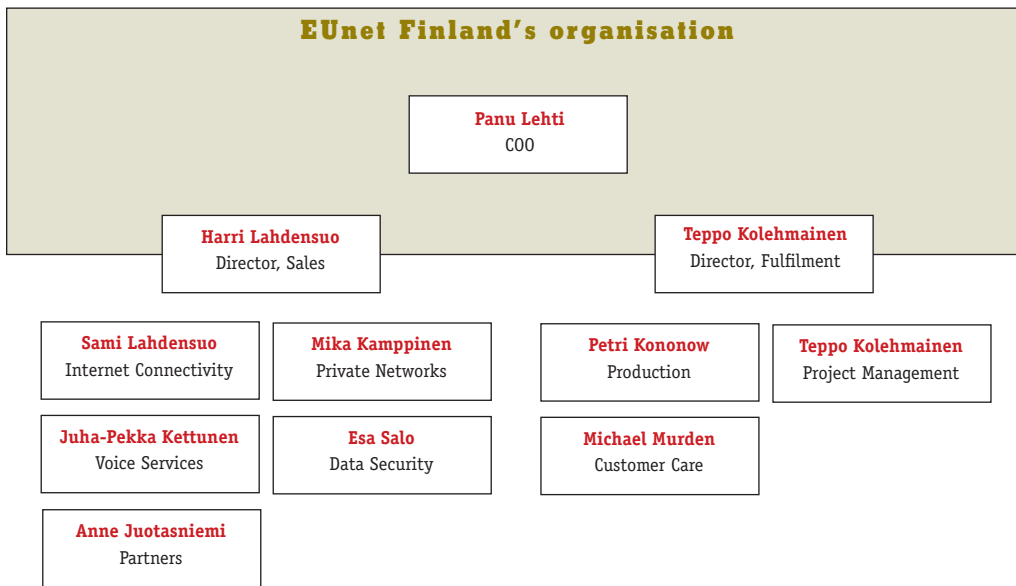 EUnet Finland's organisation
Panu Lehti
COO
Harri Lahdensuo
Director, Sales
Teppo Kolehmainen
Director, Fulfilment
Sami Lahdensuo
Internet Connectivity
Mika Kamppinen
Private Networks
Petri Kononow
Production
Teppo Kolehmainen
Project Management
Juha-Pekka Kettunen
Voice Services
Esa Salo
Data Security
Michael Murden
Customer Care
Anne Juotasniemi
Partners